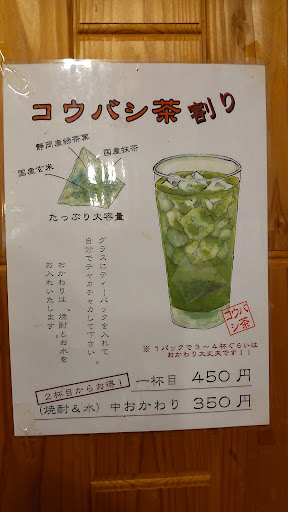 コウバシ茶割り
静岡産緑茶葉
国産抹茶
国産玄米
たっぷり大容量
グラスにティーパックを入れて
自分でチャカチャカして下さい。
おかわりは、焼酎とお水を
お入れいたします。
コウバ
シ茶
※1パックで3~4杯ぐらいは
おかわり大丈夫です!!
2杯目からお得!
一杯目 450円
(焼酎&水)中おかわり 350円